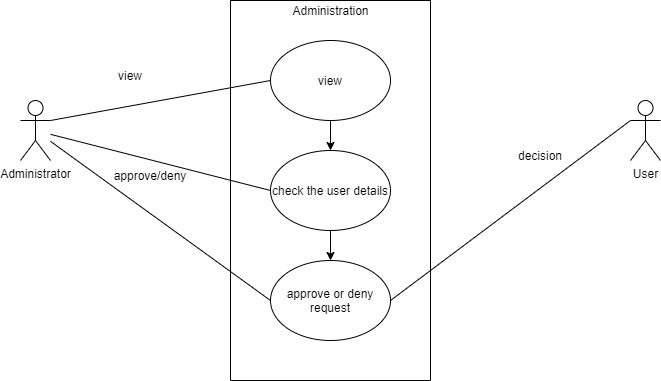 Administration
view
view
Administrator
approve/deny
check the user details
decision
User
approve or deny
request